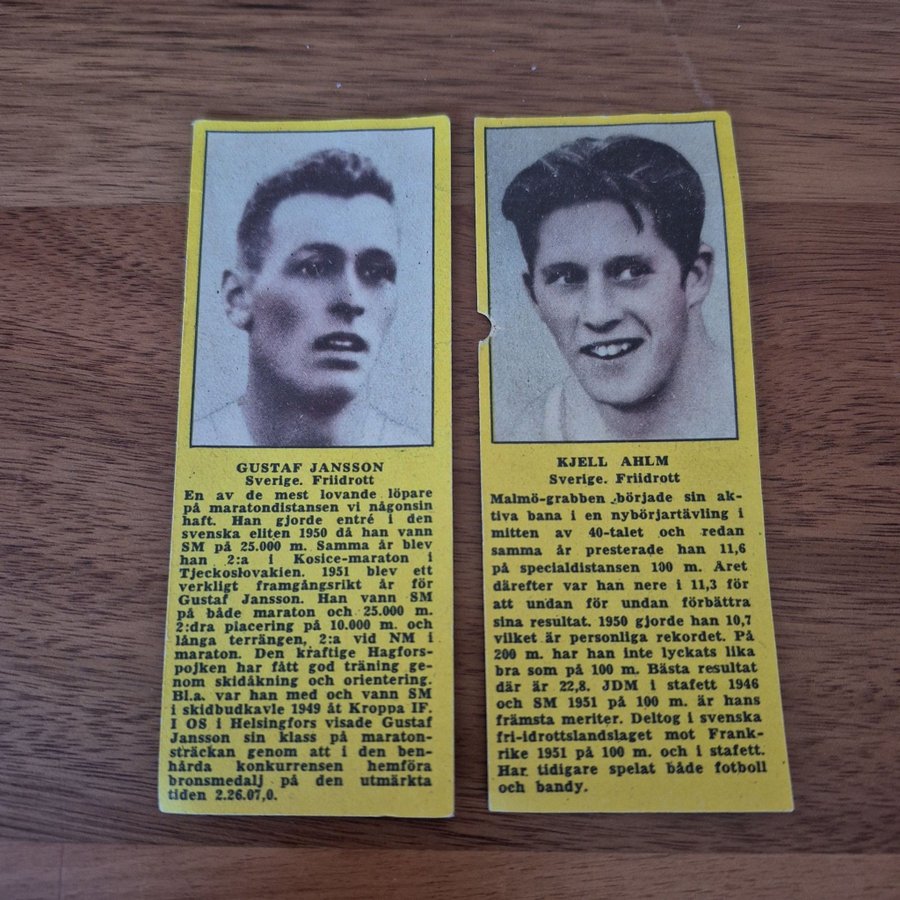 GUSTAF JANSSON
Sverige. Friidrott
En av de mest lovande löpare
på maratondistansen vi någonsin
haft. Han gjorde entré i den
svenska eliten 1950 då han vann
SM på 25.000 m. Samma år blev
han 2:a i Kosice-maraton i
Tjeckoslovakien. 1951 blev ett
verkligt framgångsrikt år för
Gustaf Jansson. Han vann SM
på både maraton och 25.000 m.
2:dra placering på 10.000 m. och
långa terrängen, 2:a vid NM i
maraton. Den kraftige Hagfors-
pojken har fått god träning ge-
nom skidåkning och orientering.
Bl.a. var han med och vann SM
i skidbudkavle 1949 åt Kroppa IF.
I OS i Helsingfors visade Gustaf
Jansson sin klass på maraton-
sträckan genom att i den ben-
hårda konkurrensen hemföra
bronsmedalj på den utmärkta
tiden 2.26.07,0.
KJELL AHLM
Sverige. Friidrott
Malmö-grabben började sin ak-
tiva bana i en nybörjartävling i
mitten av 40-talet och redan
samma år presterade han 11,6
på specialdistansen 100 m. Året
därefter var han nere i 11,3 för
att undan för undan förbättra
sina resultat. 1950 gjorde han 10,7
vilket är personliga rekordet. På
200 m. har han inte lyckats lika
bra som på 100 m. Bästa resultat
där är 22,8. JDM i stafett 1946
och SM 1951 på 100 m. är hans
främsta meriter. Deltog i svenska
fri-idrottslandslaget mot Frank-
rike 1951 på 100 m. och i stafett.
Har tidigare spelat både fotboll
och bandy.